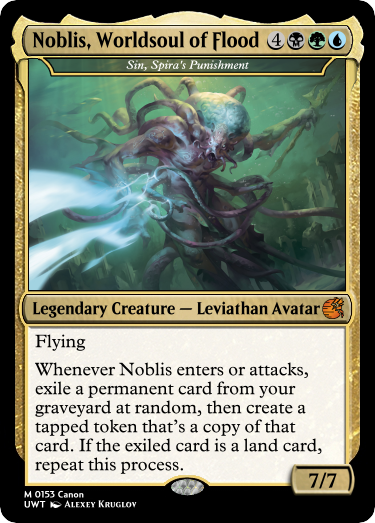 Noblis, Worldsoul of Flood 4
Sin, Spira's Punishment
Legendary Creature — Leviathan Avatar
Flying
Whenever Noblis enters or attacks,
exile a permanent card from your
graveyard at random, then create a
tapped token that's a copy of that
card. If the exiled card is a land card,
repeat this process.
7/7
M 0153 Canon
UWT Alexey Kruglov